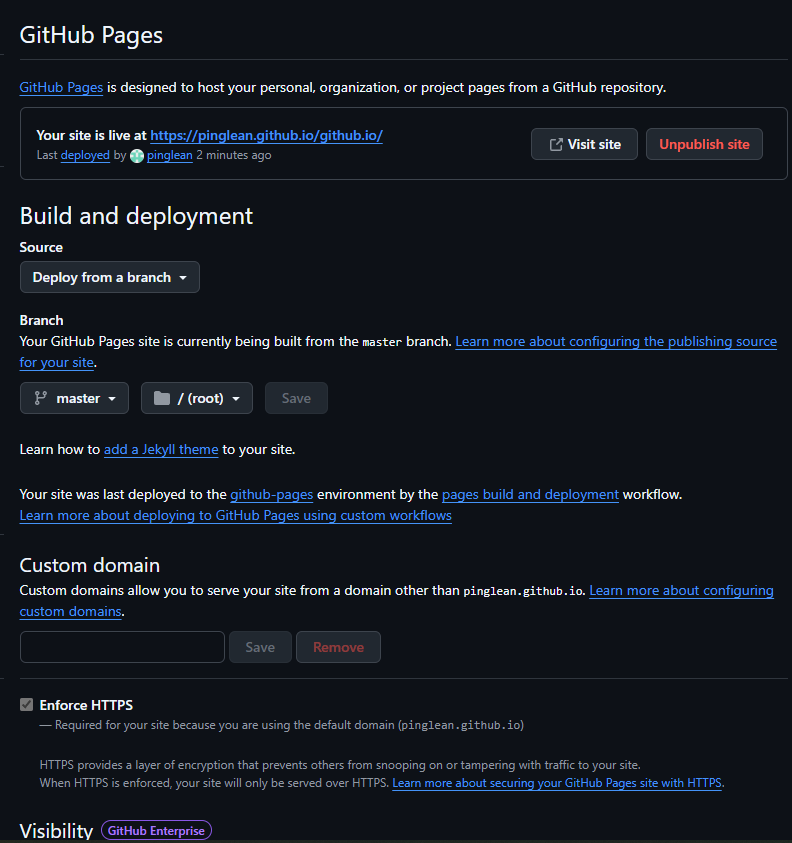 GitHub Pages
GitHub Pages is designed to host your personal, organization, or project pages from a GitHub repository.
Your site is live at https://pinglean.github.io/github.io/
Last deployed by pinglean 2 minutes ago
Visit site
Unpublish site
Build and deployment
Source
Deploy from a branch
Branch
Your GitHub Pages site is currently being built from the master branch. Learn more about configuring the publishing source
for your site.
master
/ (root)
Save
Learn how to add a Jekyll theme to your site.
Your site was last deployed to the github-pages environment by the pages build and deployment workflow.
Learn more about deploying to GitHub Pages using custom workflows
Custom domain
Custom domains allow you to serve your site from a domain other than pinglean.github.io. Learn more about configuring
custom domains.
Save
Remove
Enforce HTTPS
— Required for your site because you are using the default domain (pinglean.github.io)
HTTPS provides a layer of encryption that prevents others from snooping on or tampering with traffic to your site.
When HTTPS is enforced, your site will only be served over HTTPS. Learn more about securing your GitHub Pages site with HTTPS.
Visibility
GitHub Enterprise